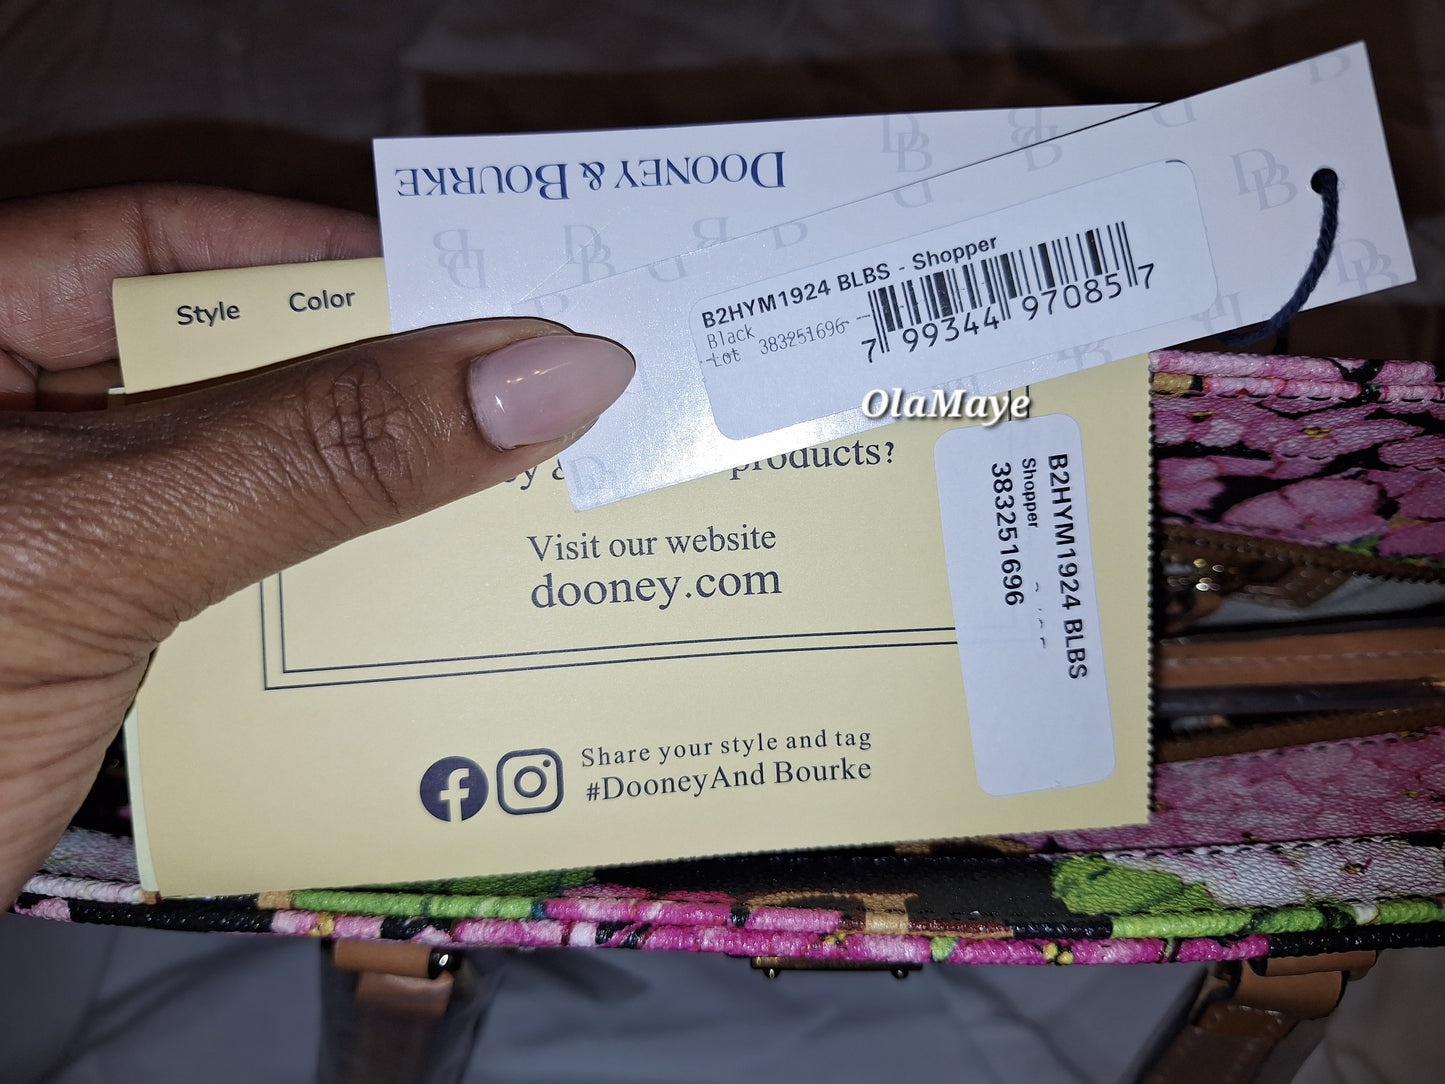 DOONEY & BOURKE
Style Color
B2HYM1924 BLBS - Shopper
Black
Lot 383251696
7 99344 97085 7
OlaMaye
products?
Visit our website
dooney.com
B2HYM1924 BLBS
Shopper
383251696
Share your style and tag
#DooneyAnd Bourke